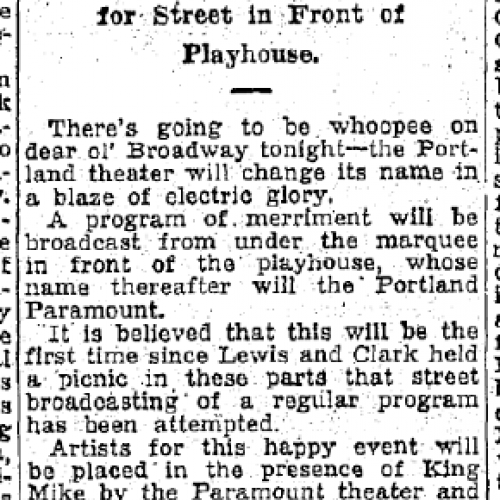 for Street in Front of
Playhouse.
There's going to be whoopee on
dear ol' Broadway tonight—the Port-
land theater will change its name in
a blaze of electric glory.
A program of merriment will be
broadcast from under the marquee
in front of the playhouse, whose
name thereafter will the Portland
Paramount.
It is believed that this will be the
first time since Lewis and Clark held
a picnic in these parts that street
broadcasting of a regular program
has been attempted.
Artists for this happy event will
be placed in the presence of King
Mike by the Paramount theater and